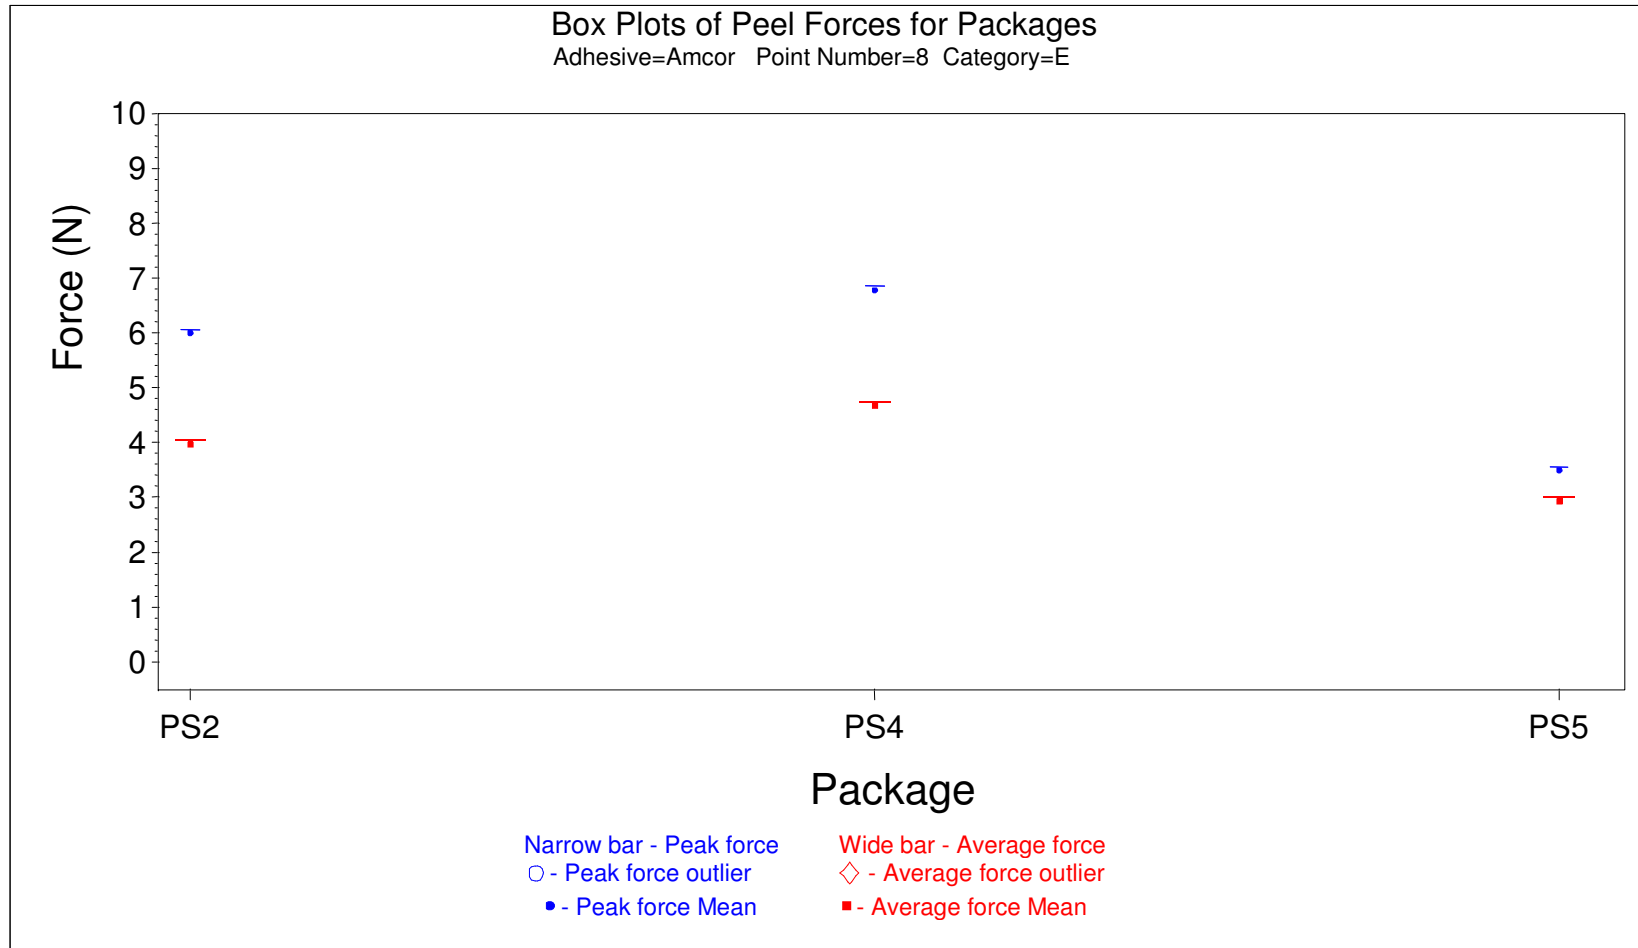 Box Plots of Peel Forces for Packages
Adhesive=Amcor Point Number=8 Category=E
Force (N)
10
9
8
7
6
5
4
3
2
1
0
PS2 PS4 PS5
Package
Narrow bar - Peak force Wide bar - Average force
- Peak force outlier - Average force outlier
- Peak force Mean - Average force Mean